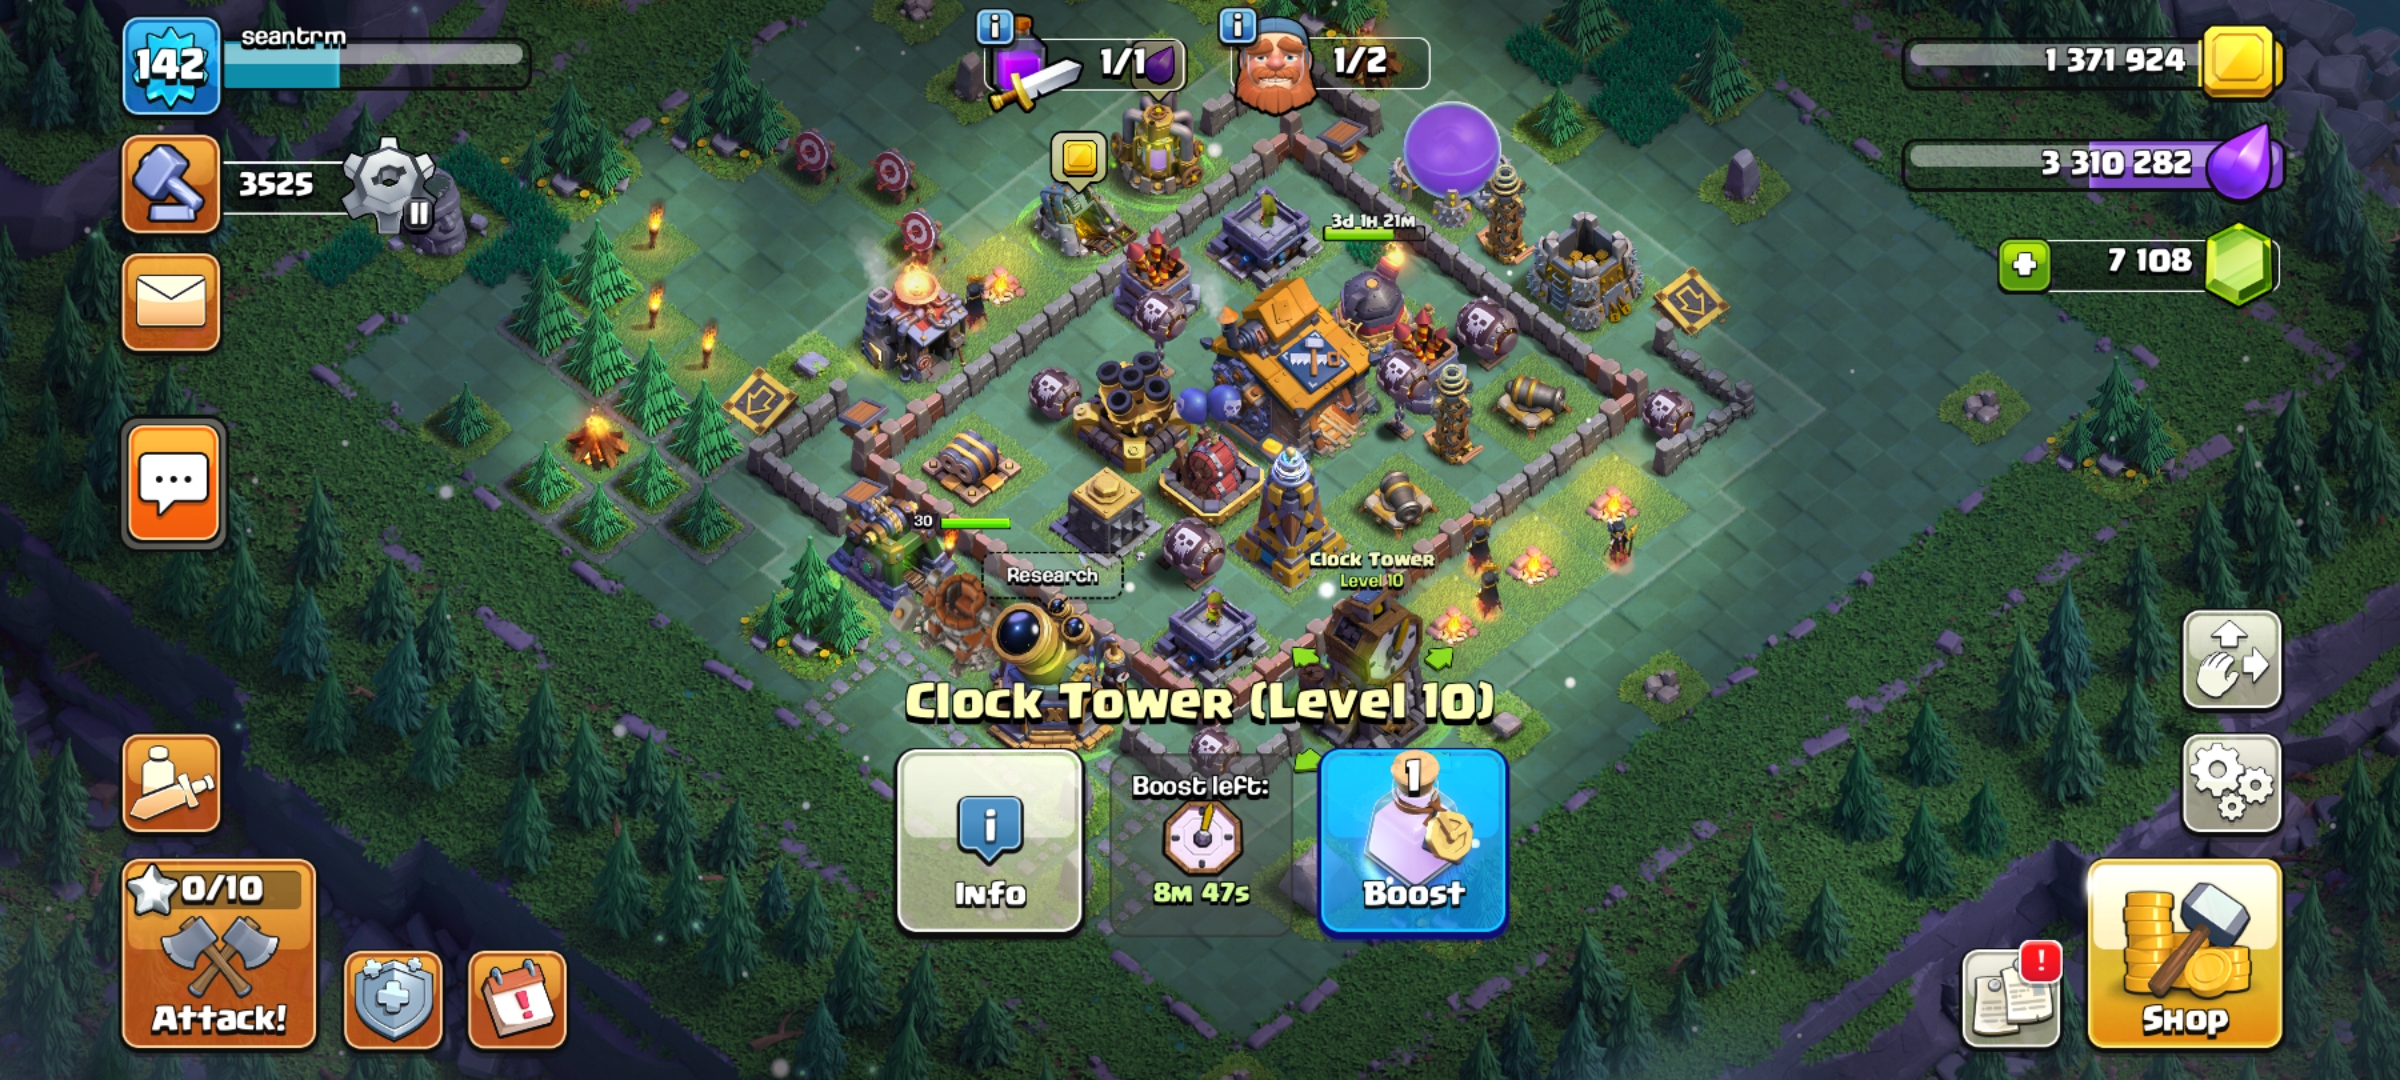 142
seantrm
1/1
1/2
1 371 924
3525
3 310 282
3d 1H 21M
7 108
30
Research
Clock Tower
Level 10
Clock Tower (Level 10)
1
Boost left:
Info
8M 47s
Boost
0/10
Attack!
!
!
Shop